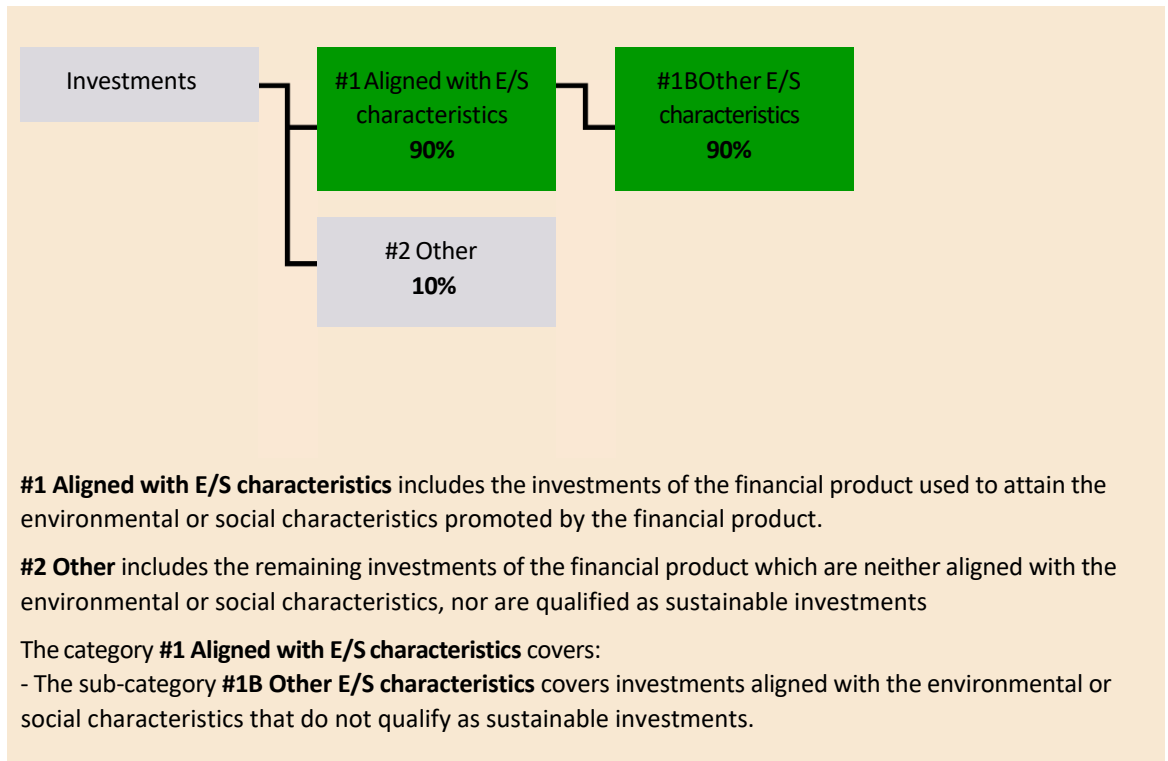 Investments
#1 Aligned with E/S
characteristics
90%
#1BOther E/S
characteristics
90%
#2 Other
10%
#1 Aligned with E/S characteristics includes the investments of the financial product used to attain the
environmental or social characteristics promoted by the financial product.
#2 Other includes the remaining investments of the financial product which are neither aligned with the
environmental or social characteristics, nor are qualified as sustainable investments
The category #1 Aligned with E/S characteristics covers:
- The sub-category #1B Other E/S characteristics covers investments aligned with the environmental or
social characteristics that do not qualify as sustainable investments.